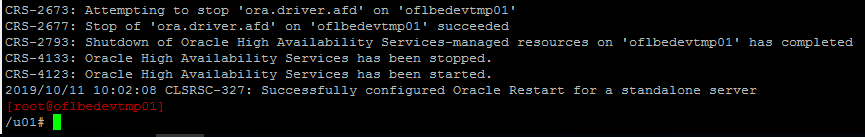 CRS-2673: Attempting to stop 'ora.driver.afd' on 'oflbedevtmp01'
CRS-2677: Stop of 'ora.driver.afd' on 'oflbedevtmp01' succeeded
CRS-2793: Shutdown of Oracle High Availability Services-managed resources on 'oflbedevtmp01' has completed
CRS-4133: Oracle High Availability Services has been stopped.
CRS-4123: Oracle High Availability Services has been started.
2019/10/11 10:02:08 CLSRSC-327: Successfully configured Oracle Restart for a standalone server
[root@oflbedevtmp01]
/u01#